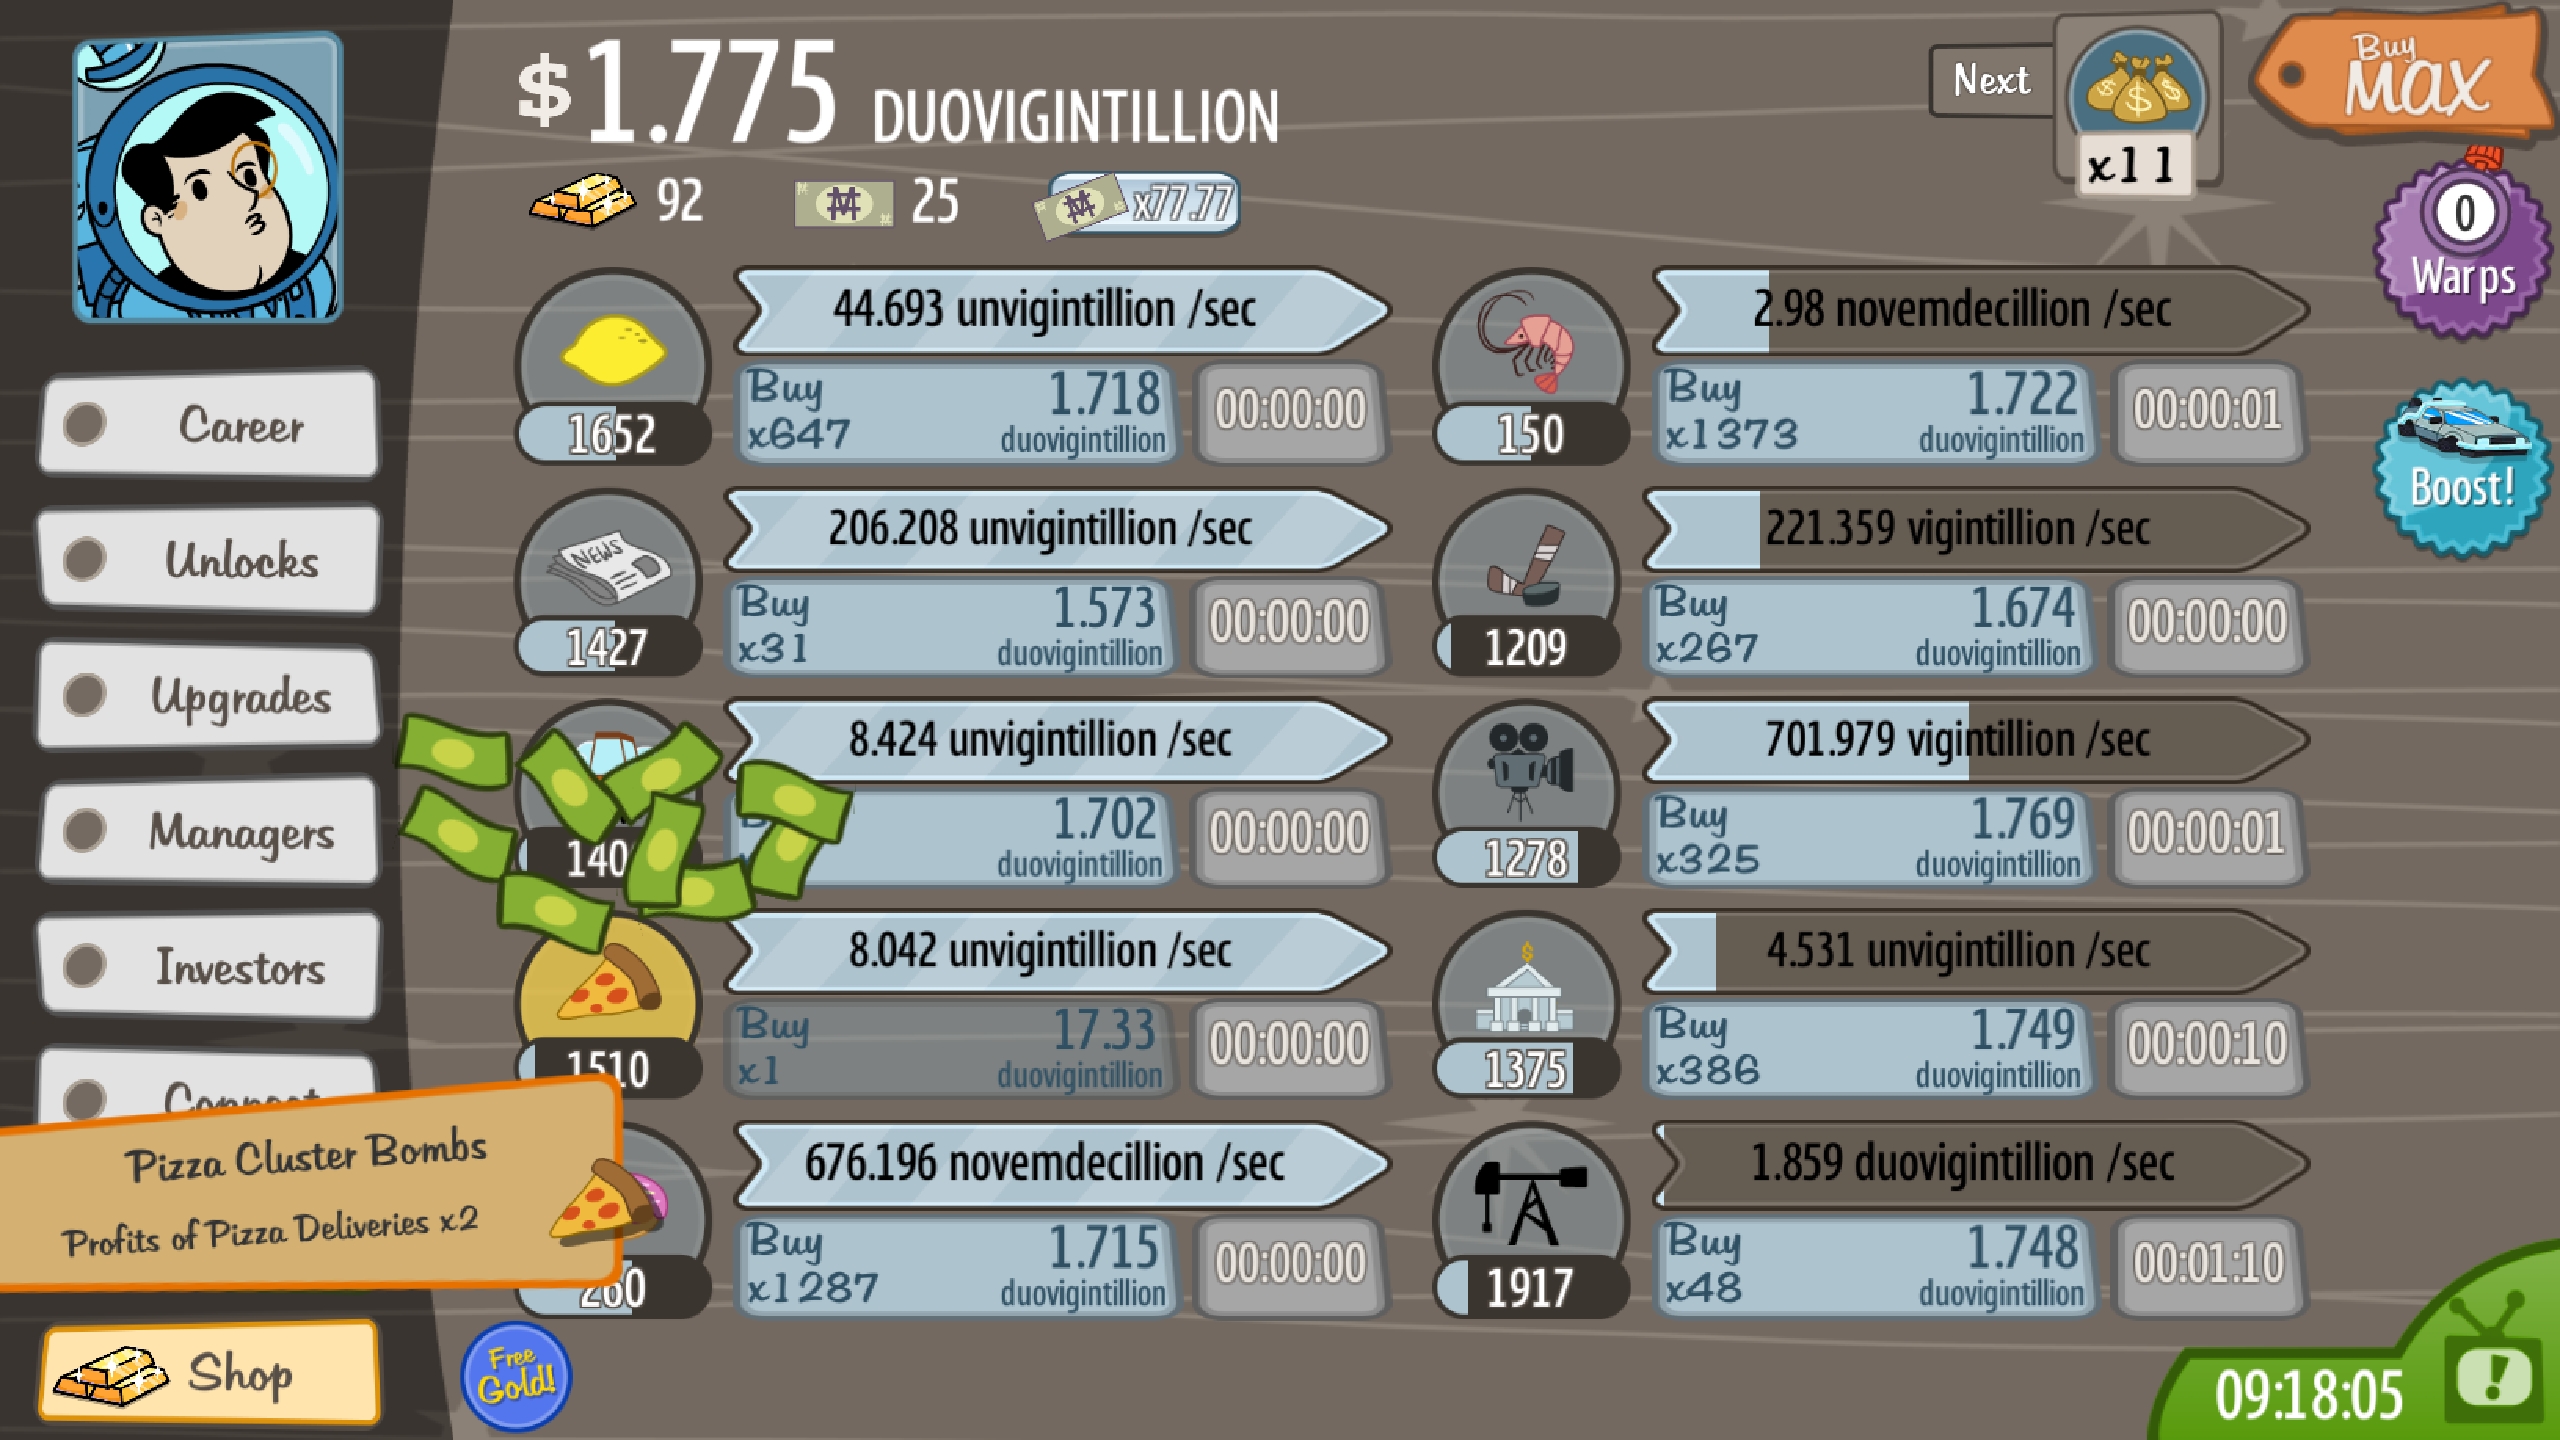 $1.775 DUOVIGINTILLION
92
25
x77.77
Next
x11
Buy
MAX
0
Warps
Boost!
Career
Unlocks
Upgrades
Managers
Investors
Connect
Pizza Cluster Bombs
Profits of Pizza Deliveries x2
Shop
Free
Gold!
44.693 unvigintillion /sec
1652
Buy
x647
1.718
duovigintillion
00:00:00
206.208 unvigintillion /sec
NEWS
1427
Buy
x31
1.573
duovigintillion
00:00:00
8.424 unvigintillion /sec
1.702
duovigintillion
00:00:00
8.042 unvigintillion /sec
1510
Buy
x1
17.33
duovigintillion
00:00:00
676.196 novemdecillion /sec
260
Buy
x1287
1.715
duovigintillion
00:00:00
2.98 novemdecillion /sec
150
Buy
x1373
1.722
duovigintillion
00:00:01
221.359 vigintillion /sec
1209
Buy
x267
1.674
duovigintillion
00:00:00
701.979 vigintillion /sec
1278
Buy
x325
1.769
duovigintillion
00:00:01
4.531 unvigintillion /sec
1375
Buy
x386
1.749
duovigintillion
00:00:10
1.859 duovigintillion /sec
1917
Buy
x48
1.748
duovigintillion
00:01:10
09:18:05